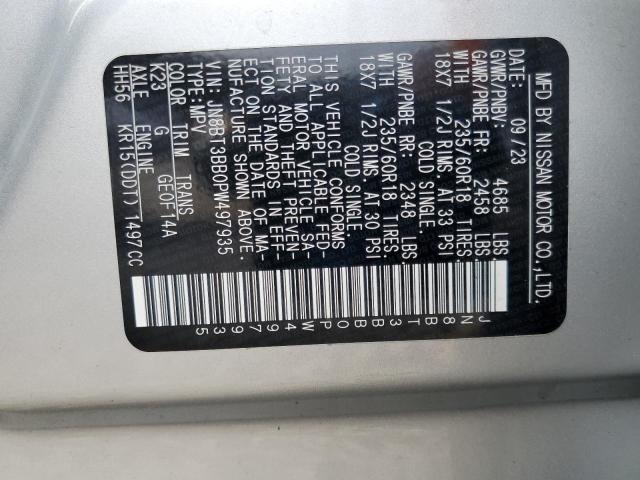 MFD BY NISSAN MOTOR CO.,LTD.
DATE: 09/23
GVWR/PNBV: 4685 LBS.
GAWR/PNBE FR: 2458 LBS.
WITH 235/60R18 TIRES:
18X7 1/2J RIMS. AT 33 PSI
COLD SINGLE.
GAWR/PNBE RR: 2348 LBS.
WITH 235/60R18 TIRES:
18X7 1/2J RIMS. AT 30 PSI
COLD SINGLE.
THIS VEHICLE CONFORMS
TO ALL APPLICABLE FED-
ERAL MOTOR VEHICLE SA-
FETY AND THEFT PREVEN-
TION STANDARDS IN EFF-
ECT ON THE DATE OF MA-
NUFACTURE SHOWN ABOVE.
VIN: JN8BT3BB0PW497935
TYPE: MPV
COLOR TRIM TRANS
K23 G GE0F14A
AXLE ENGINE
HH56 KR15(DDT) 1497CC
JN8BT3BB0PW497935